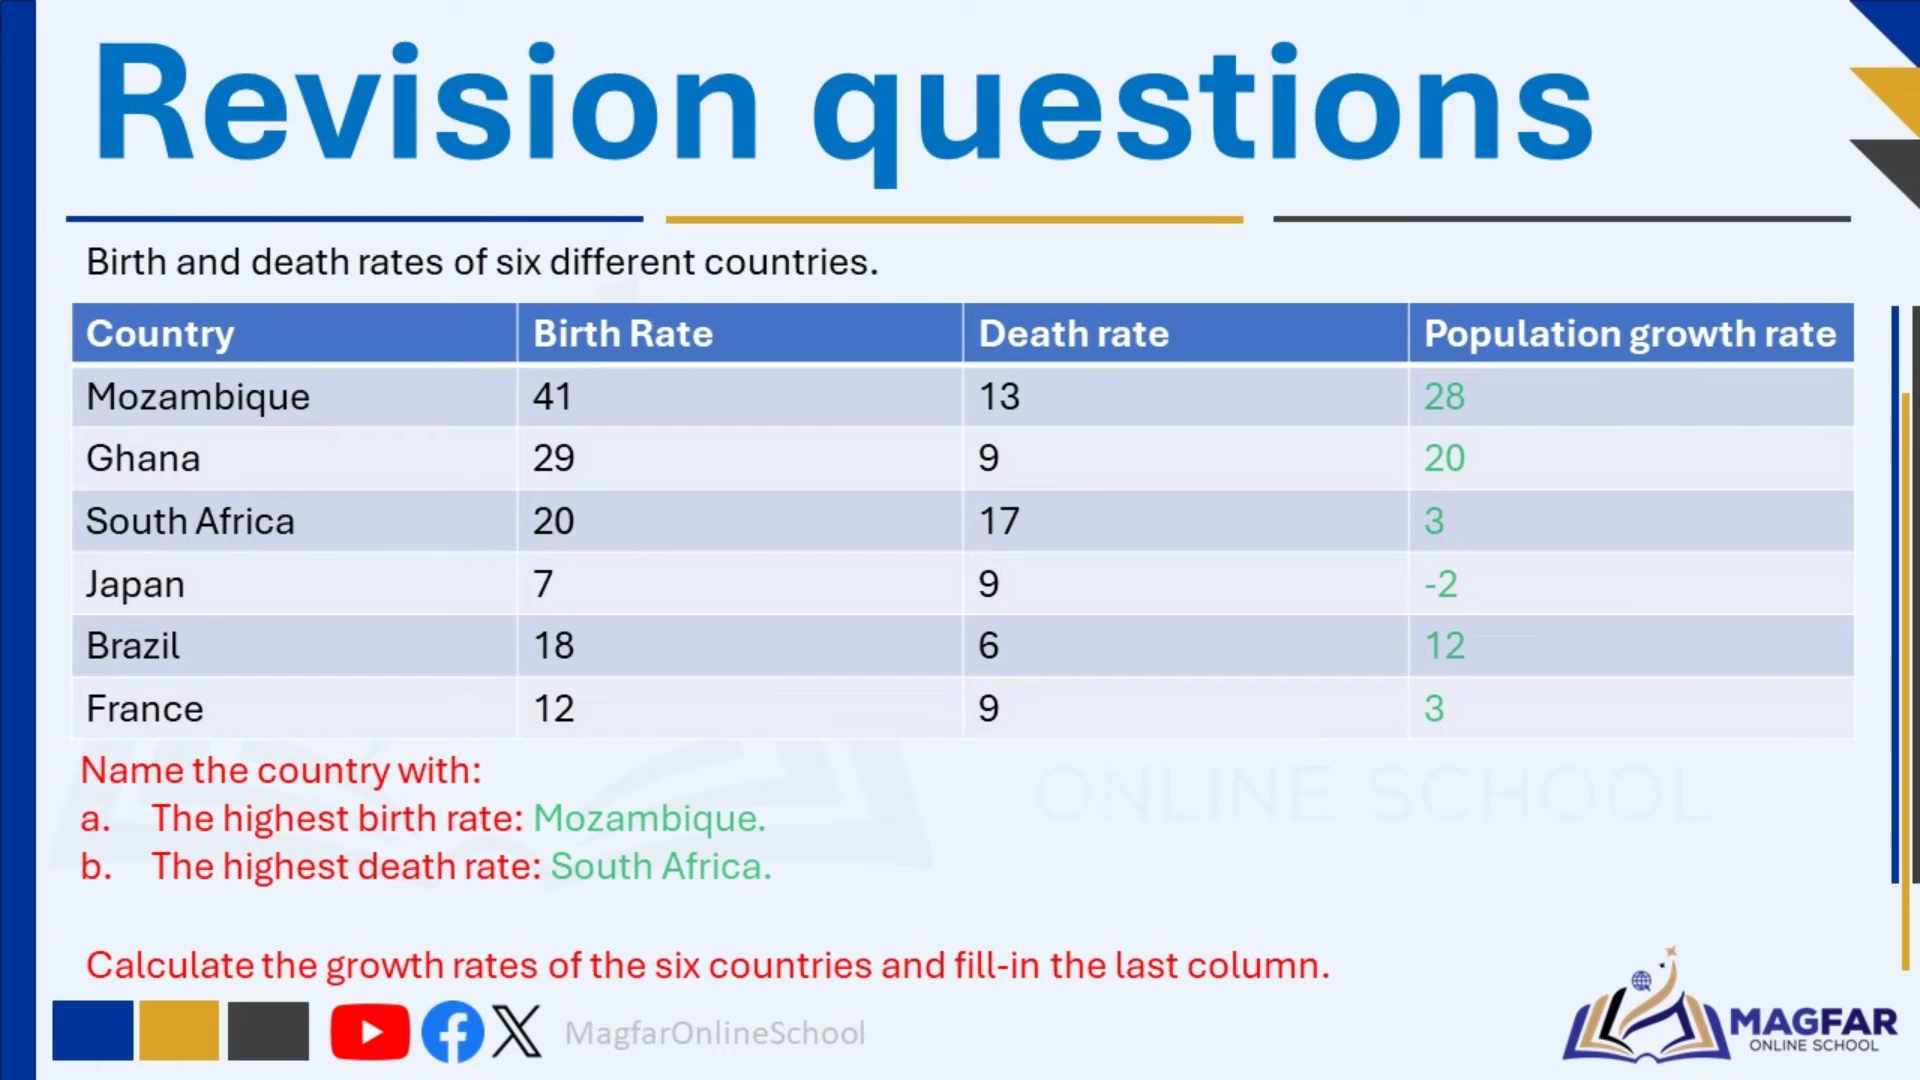 Revision questions
Birth and death rates of six different countries.
Country Birth Rate Death rate Population growth rate
Mozambique 41 13 28
Ghana 29 9 20
South Africa 20 17 3
Japan 7 9 -2
Brazil 18 6 12
France 12 9 3
Name the country with:
a. The highest birth rate: Mozambique.
b. The highest death rate: South Africa.
ONLINE SCHOOL
Calculate the growth rates of the six countries and fill-in the last column.
MagfarOnlineSchool
MAGFAR
ONLINE SCHOOL